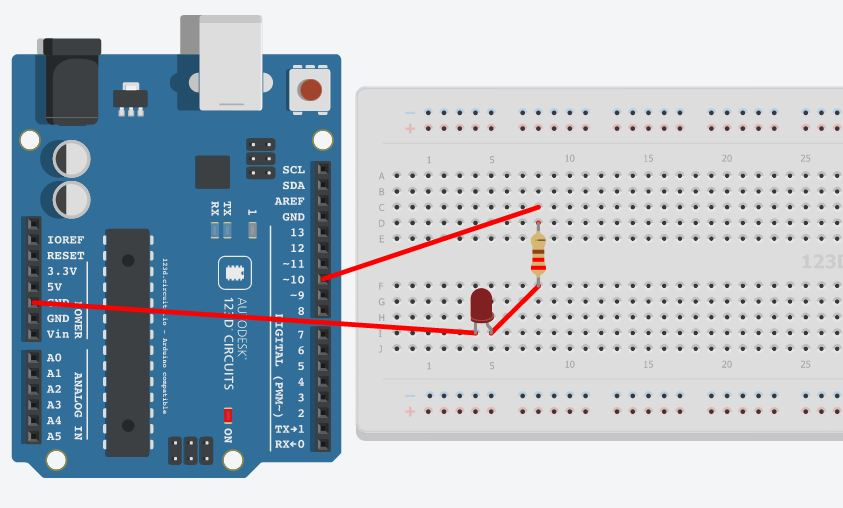 SCL
SDA
AREF
GND
13
12
~11
~10
~9
8
7
6
5
4
3
2
TX→1
RX←0
DIGITAL (PWM~)
RX
TX
1
IOREF
RESET
3.3V
5V
GND
GND
Vin
POWER
A0
A1
A2
A3
A4
A5
ANALOG IN
AUTODESK®
123D® CIRCUITS
ON
− +
1 5 10 15 20 25
A
B
C
D
E
123D
F
G
H
I
J
1 5 10 15 20 25
− +